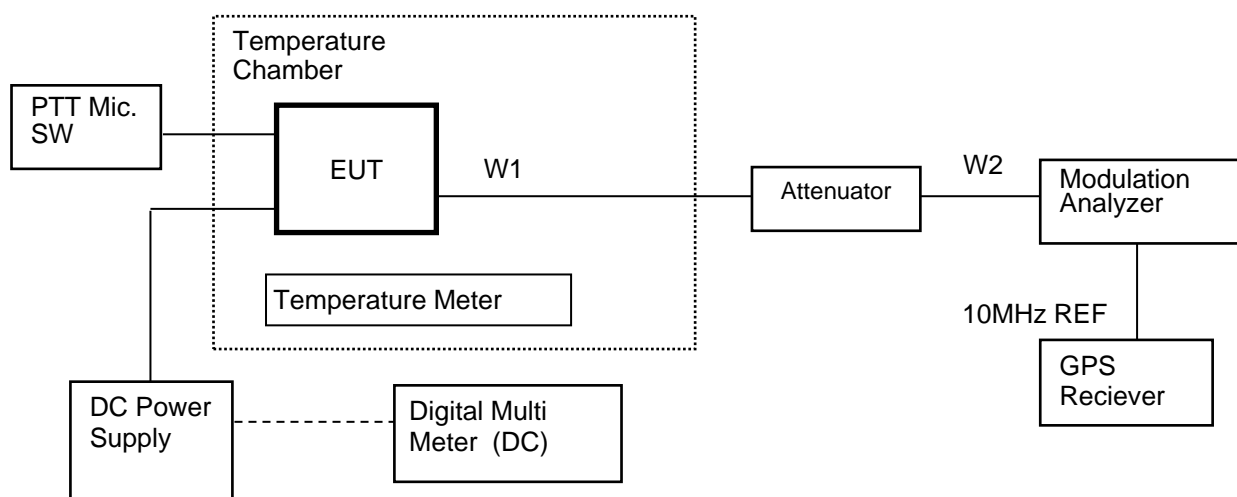 Temperature
Chamber
PTT Mic.
SW
EUT
W1
Attenuator
W2
Modulation
Analyzer
Temperature Meter
10MHz REF
GPS
Reciever
DC Power
Supply
Digital Multi
Meter (DC)